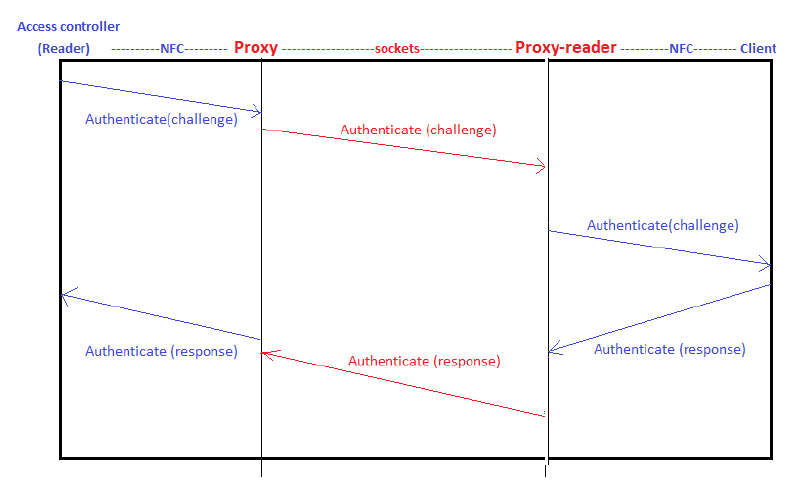 Access controller
(Reader) ----------NFC--------- Proxy ---------------------sockets--------------------- Proxy-reader ----------NFC--------- Client
Authenticate(challenge)
Authenticate (challenge)
Authenticate(challenge)
Authenticate (response)
Authenticate (response)
Authenticate (response)